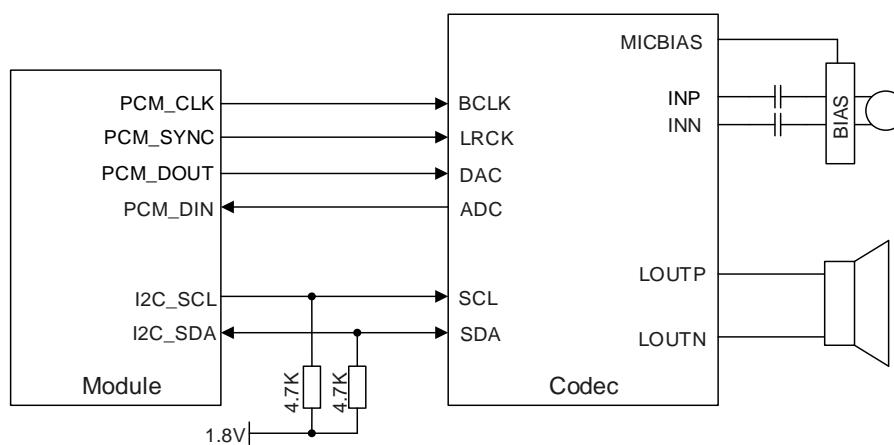 MICBIAS
PCM_CLK
BCLK
INP
PCM_SYNC
LRCK
INN
BIAS
PCM_DOUT
DAC
PCM_DIN
ADC
LOUTP
I2C_SCL
SCL
I2C_SDA
SDA
LOUTN
4.7K
4.7K
Module
Codec
1.8V